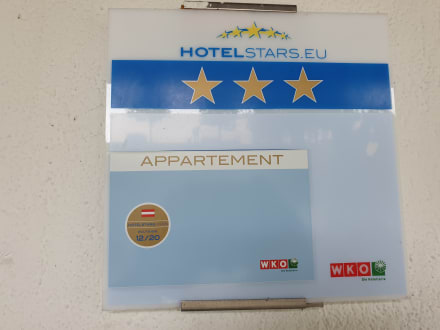 HOTELSTARS.EU
APPARTEMENT
12/20
WKO
WKO